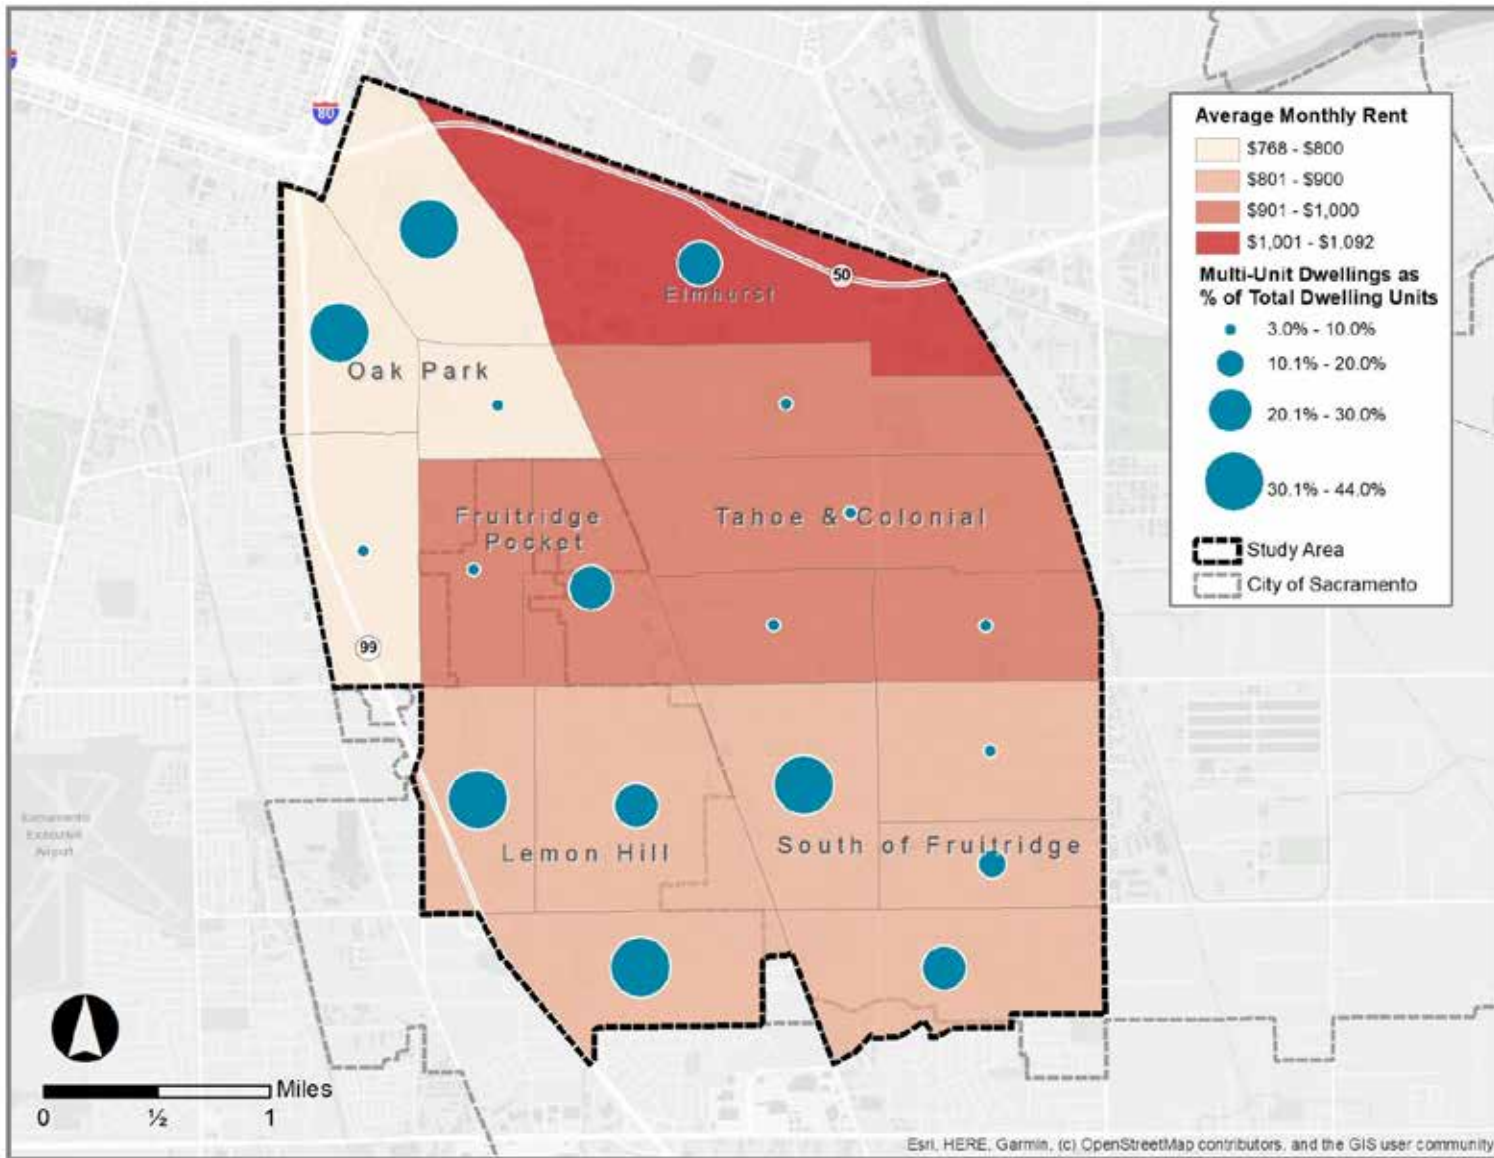 80
50
Elmhurst
Oak Park
Fruitridge
Pocket
Tahoe & Colonial
99
Lemon Hill
South of Fruitridge
Sacramento
Executive
Airport
Average Monthly Rent
$768 - $800
$801 - $900
$901 - $1,000
$1,001 - $1,092
Multi-Unit Dwellings as
% of Total Dwelling Units
3.0% - 10.0%
10.1% - 20.0%
20.1% - 30.0%
30.1% - 44.0%
Study Area
City of Sacramento
Miles
0 ½ 1
Esri, HERE, Garmin, (c) OpenStreetMap contributors, and the GIS user community